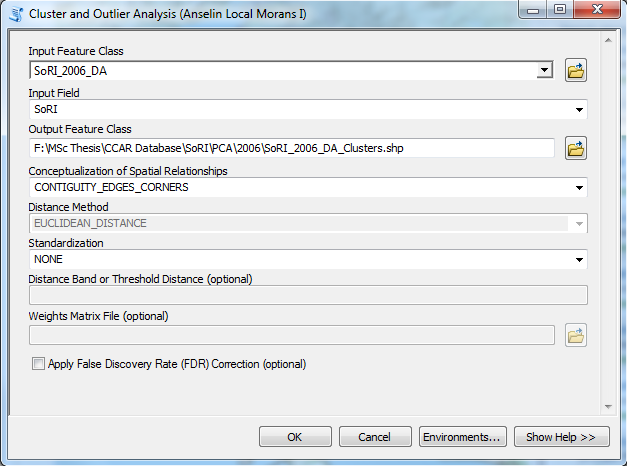 Cluster and Outlier Analysis (Anselin Local Morans I)
Input Feature Class
SoRI_2006_DA
Input Field
SoRI
Output Feature Class
F:\MSc Thesis\CCAR Database\SoRI\PCA\2006\SoRI_2006_DA_Clusters.shp
Conceptualization of Spatial Relationships
CONTIGUITY_EDGES_CORNERS
Distance Method
EUCLIDEAN_DISTANCE
Standardization
NONE
Distance Band or Threshold Distance (optional)
Weights Matrix File (optional)
Apply False Discovery Rate (FDR) Correction (optional)
OK Cancel Environments... Show Help >>